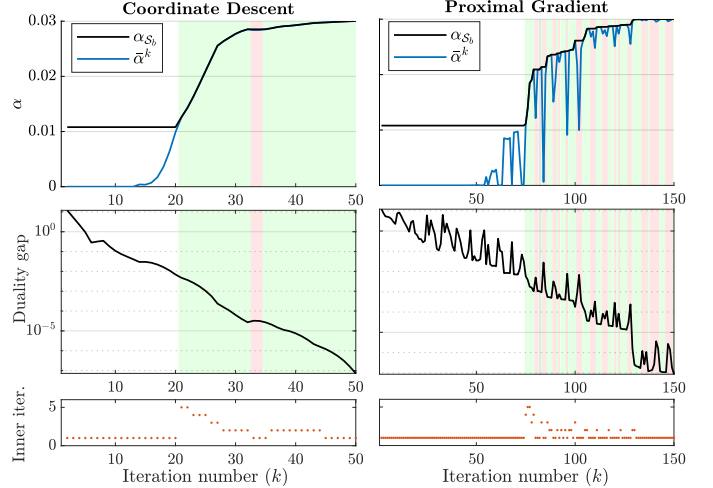 Coordinate Descent
Proximal Gradient
α
0.03
0.02
0.01
0
α_{𝒮_b}
ᾱ^k
α_{𝒮_b}
ᾱ^k
10 20 30 40 50
50 100 150
Duality gap
10^0
10^{-5}
10 20 30 40 50
50 100 150
Inner iter.
5
0
10 20 30 40 50
50 100 150
Iteration number (k)
Iteration number (k)